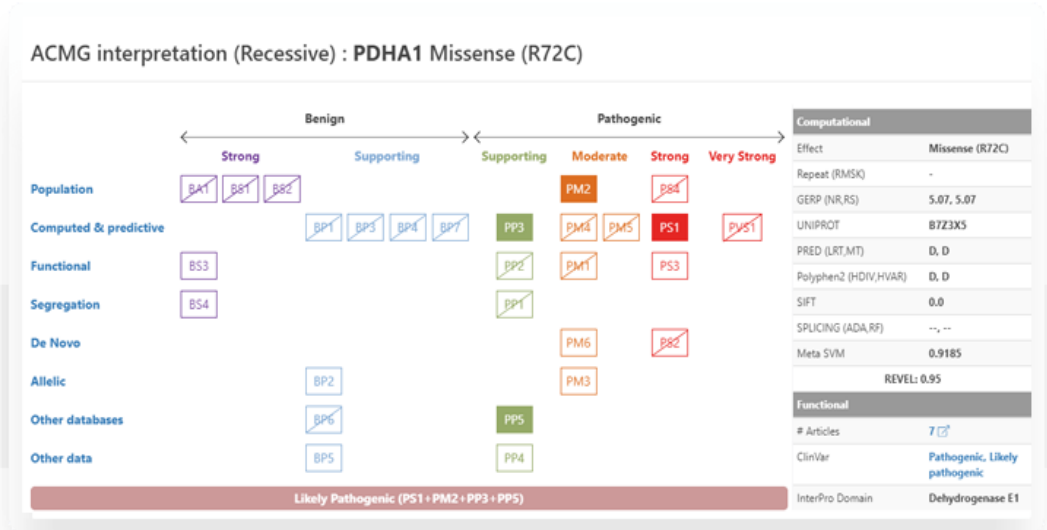 ACMG interpretation (Recessive) : PDHA1 Missense (R72C)
Benign Pathogenic
Strong Supporting Supporting Moderate Strong Very Strong
Population BA1 BS1 BS2 PM2 PS4
Computed & predictive BP1 BP3 BP4 BP7 PP3 PM4 PM5 PS1 PVS1
Functional BS3 PP2 PM1 PS3
Segregation BS4 PP1
De Novo PM6 PS2
Allelic BP2 PM3
Other databases BP6 PP5
Other data BP5 PP4
Likely Pathogenic (PS1+PM2+PP3+PP5)
Computational
Effect Missense (R72C)
Repeat (RMSK) -
GERP (NR,RS) 5.07, 5.07
UNIPROT B7Z3X5
PRED (LRT,MT) D, D
Polyphen2 (HDIV,HVAR) D, D
SIFT 0.0
SPLICING (ADA,RF) --, --
Meta SVM 0.9185
REVEL: 0.95
Functional
# Articles 7
ClinVar Pathogenic, Likely
pathogenic
InterPro Domain Dehydrogenase E1